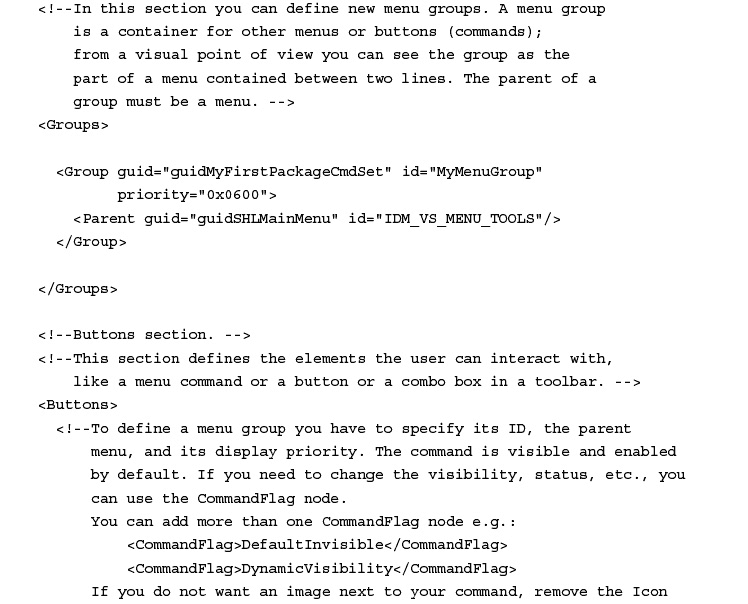 <!--In this section you can define new menu groups. A menu group
is a container for other menus or buttons (commands);
from a visual point of view you can see the group as the
part of a menu contained between two lines. The parent of a
group must be a menu. -->
<Groups>
<Group guid="guidMyFirstPackageCmdSet" id="MyMenuGroup"
priority="0x0600">
<Parent guid="guidSHLMainMenu" id="IDM_VS_MENU_TOOLS"/>
</Group>
</Groups>
<!--Buttons section. -->
<!--This section defines the elements the user can interact with,
like a menu command or a button or a combo box in a toolbar. -->
<Buttons>
<!--To define a menu group you have to specify its ID, the parent
menu, and its display priority. The command is visible and enabled
by default. If you need to change the visibility, status, etc., you
can use the CommandFlag node.
You can add more than one CommandFlag node e.g.:
<CommandFlag>DefaultInvisible</CommandFlag>
<CommandFlag>DynamicVisibility</CommandFlag>
If you do not want an image next to your command, remove the Icon